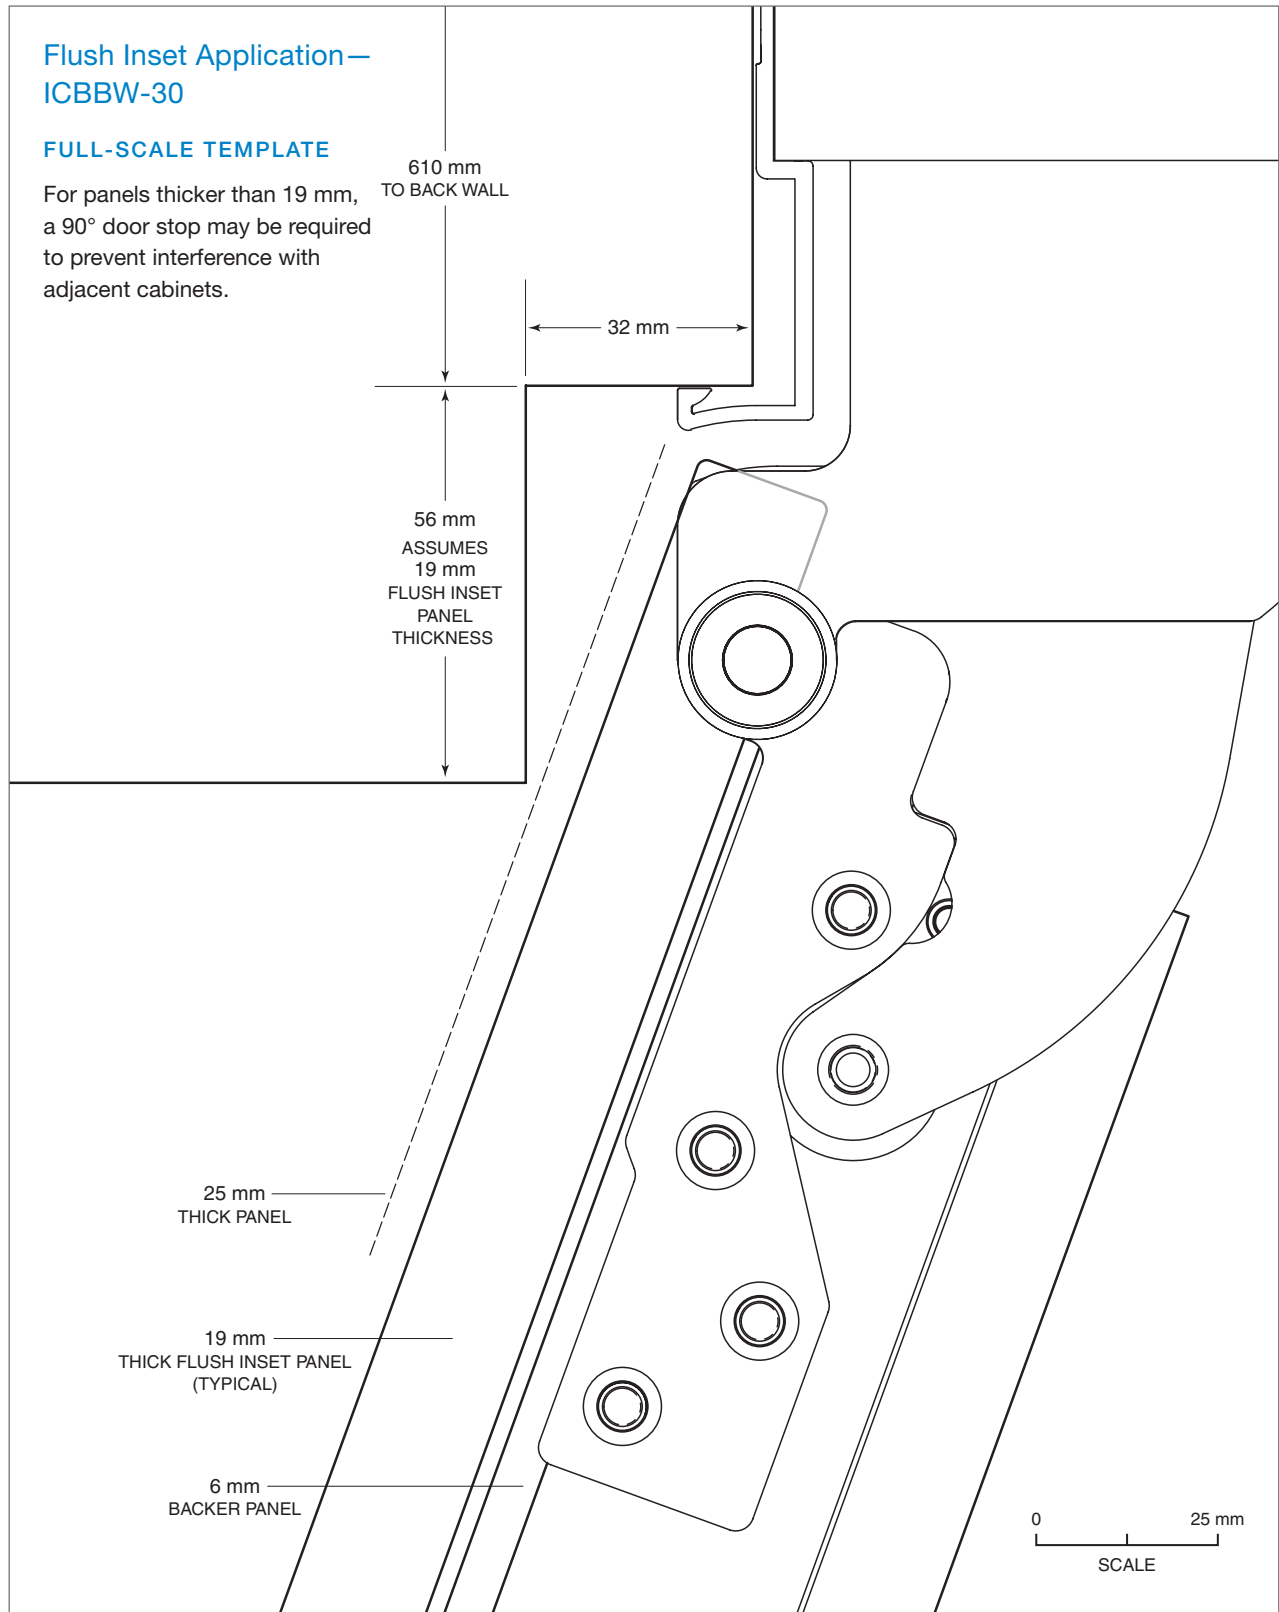 Flush Inset Application—
ICBBW-30
FULL-SCALE TEMPLATE
For panels thicker than 19 mm,
a 90° door stop may be required
to prevent interference with
adjacent cabinets.
610 mm
TO BACK WALL
32 mm
56 mm
ASSUMES
19 mm
FLUSH INSET
PANEL
THICKNESS
25 mm
THICK PANEL
19 mm
THICK FLUSH INSET PANEL
(TYPICAL)
6 mm
BACKER PANEL
0 25 mm
SCALE